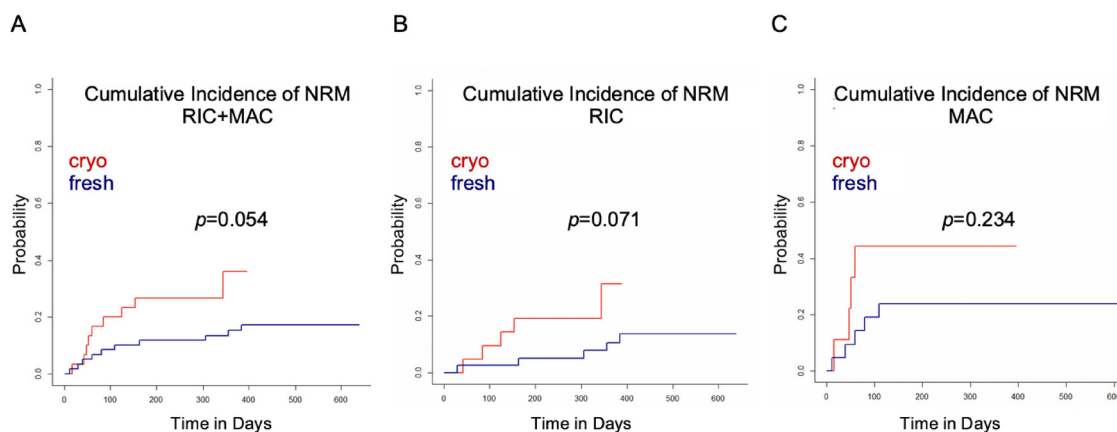 A
B
C
Cumulative Incidence of NRM
RIC+MAC
cryo
fresh
p=0.054
Probability
0.0
0.2
0.4
0.6
0.8
1.0
0 100 200 300 400 500 600
Time in Days
Cumulative Incidence of NRM
RIC
cryo
fresh
p=0.071
Probability
0.0
0.2
0.4
0.6
0.8
1.0
0 100 200 300 400 500 600
Time in Days
Cumulative Incidence of NRM
MAC
cryo
fresh
p=0.234
Probability
0.0
0.2
0.4
0.6
0.8
1.0
0 100 200 300 400 500 600
Time in Days